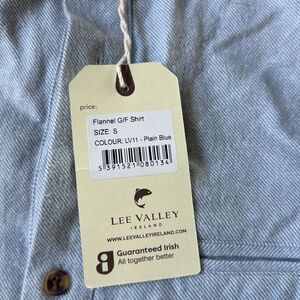 price:
Flannel G/F Shirt
SIZE: S
COLOUR: LV11 - Plain Blue
5 391521 080134
LEE VALLEY
IRELAND
WWW.LEEVALLEYIRELAND.COM
Guaranteed Irish
All together better